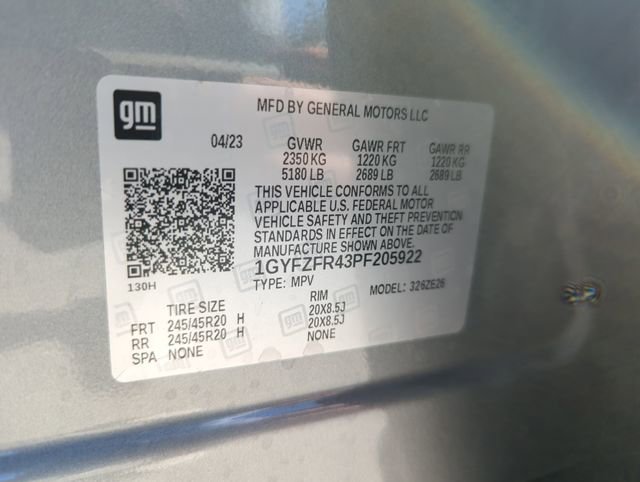 gm
MFD BY GENERAL MOTORS LLC
04/23 GVWR GAWR FRT GAWR RR
2350 KG 1220 KG 1220 KG
5180 LB 2689 LB 2689 LB
THIS VEHICLE CONFORMS TO ALL
APPLICABLE U.S. FEDERAL MOTOR
VEHICLE SAFETY AND THEFT PREVENTION
STANDARDS IN EFFECT ON THE DATE OF
MANUFACTURE SHOWN ABOVE.
1GYFZFR43PF205922
130H
TYPE: MPV MODEL: 326ZE26
TIRE SIZE RIM
FRT 245/45R20 H 20X8.5J
RR 245/45R20 H 20X8.5J
SPA NONE NONE